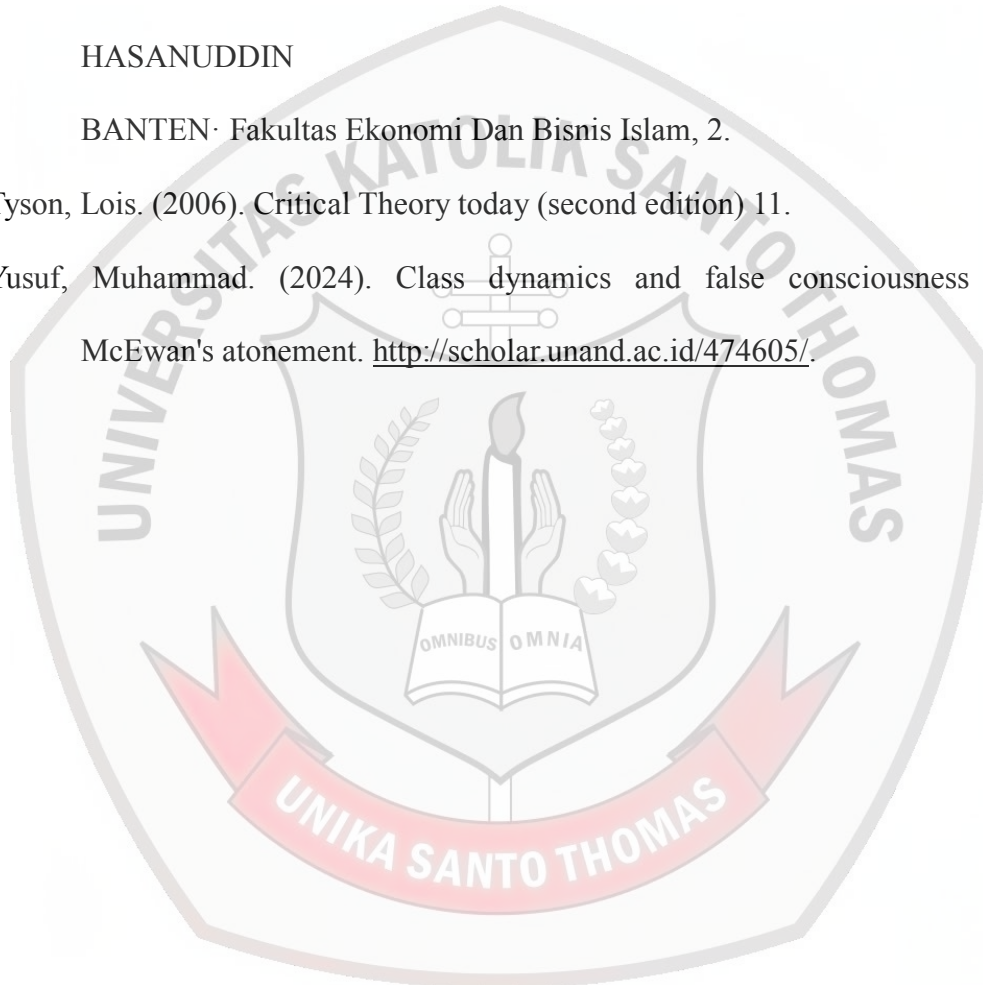 HASANUDDIN
BANTEN· Fakultas Ekonomi Dan Bisnis Islam, 2.
Tyson, Lois. (2006). Critical Theory today (second edition) 11.
Yusuf, Muhammad. (2024). Class dynamics and false consciousness
McEwan's atonement. http://scholar.unand.ac.id/474605/.
UNIVERSITAS KATOLIK SANTO THOMAS
OMNIBUS OMNIA
UNIKA SANTO THOMAS